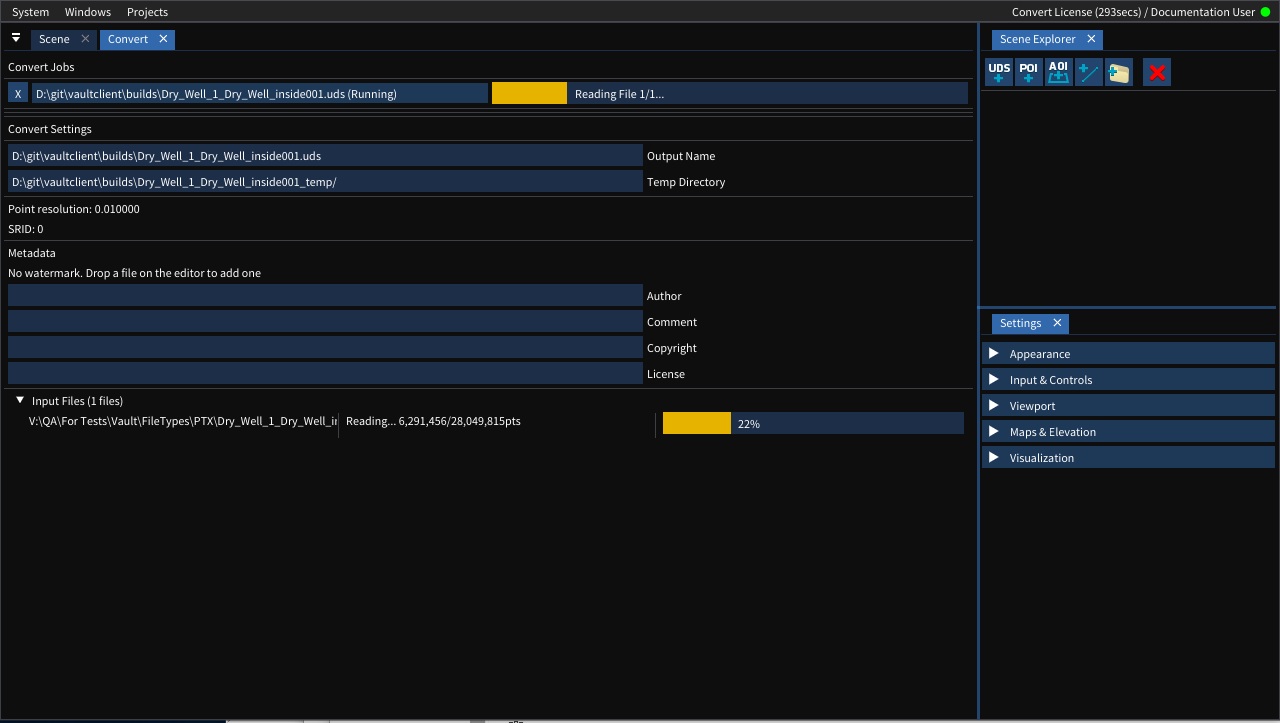 System Windows Projects Convert License (293secs) / Documentation User
Scene Convert
Convert Jobs
X D:\git\vaultclient\builds\Dry_Well_1_Dry_Well_inside001.uds (Running) Reading File 1/1...
Convert Settings
D:\git\vaultclient\builds\Dry_Well_1_Dry_Well_inside001.uds Output Name
D:\git\vaultclient\builds\Dry_Well_1_Dry_Well_inside001_temp/ Temp Directory
Point resolution: 0.010000
SRID: 0
Metadata
No watermark. Drop a file on the editor to add one
Author
Comment
Copyright
License
Input Files (1 files)
V:\QA\For Tests\Vault\FileTypes\PTX\Dry_Well_1_Dry_Well_in Reading... 6,291,456/28,049,815pts 22%
Scene Explorer
UDS POI AOI
Settings
Appearance
Input & Controls
Viewport
Maps & Elevation
Visualization